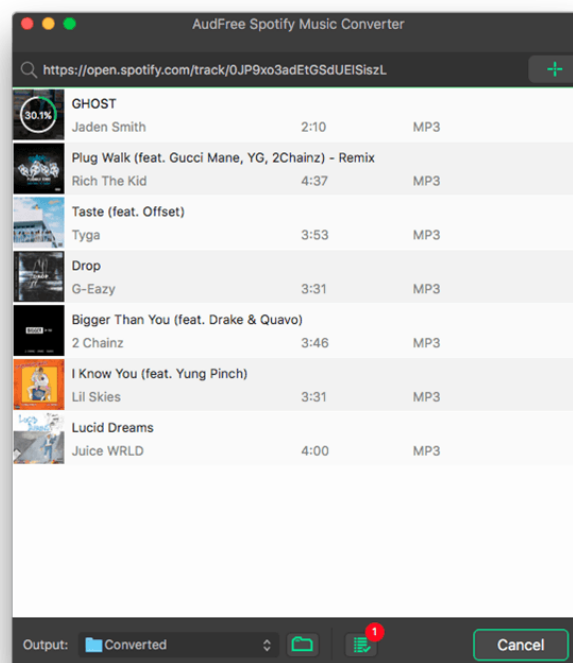 AudFree Spotify Music Converter
https://open.spotify.com/track/0JP9xo3adEtGSdUElSiszL
30.1%
GHOST
Jaden Smith 2:10 MP3
Plug Walk (feat. Gucci Mane, YG, 2Chainz) - Remix
Rich The Kid 4:37 MP3
Taste (feat. Offset)
Tyga 3:53 MP3
Drop
G-Eazy 3:31 MP3
Bigger Than You (feat. Drake & Quavo)
2 Chainz 3:46 MP3
I Know You (feat. Yung Pinch)
Lil Skies 3:31 MP3
Lucid Dreams
Juice WRLD 4:00 MP3
1
Output: Converted Cancel